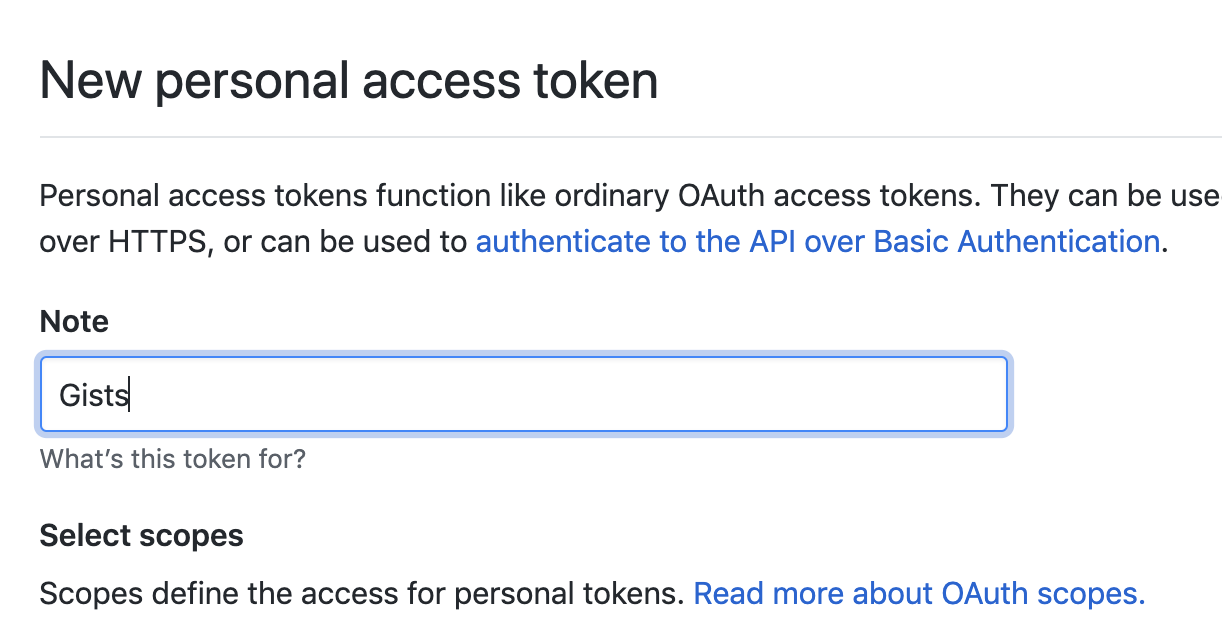 New personal access token
Personal access tokens function like ordinary OAuth access tokens. They can be use
over HTTPS, or can be used to authenticate to the API over Basic Authentication.
Note
Gists
What's this token for?
Select scopes
Scopes define the access for personal tokens. Read more about OAuth scopes.